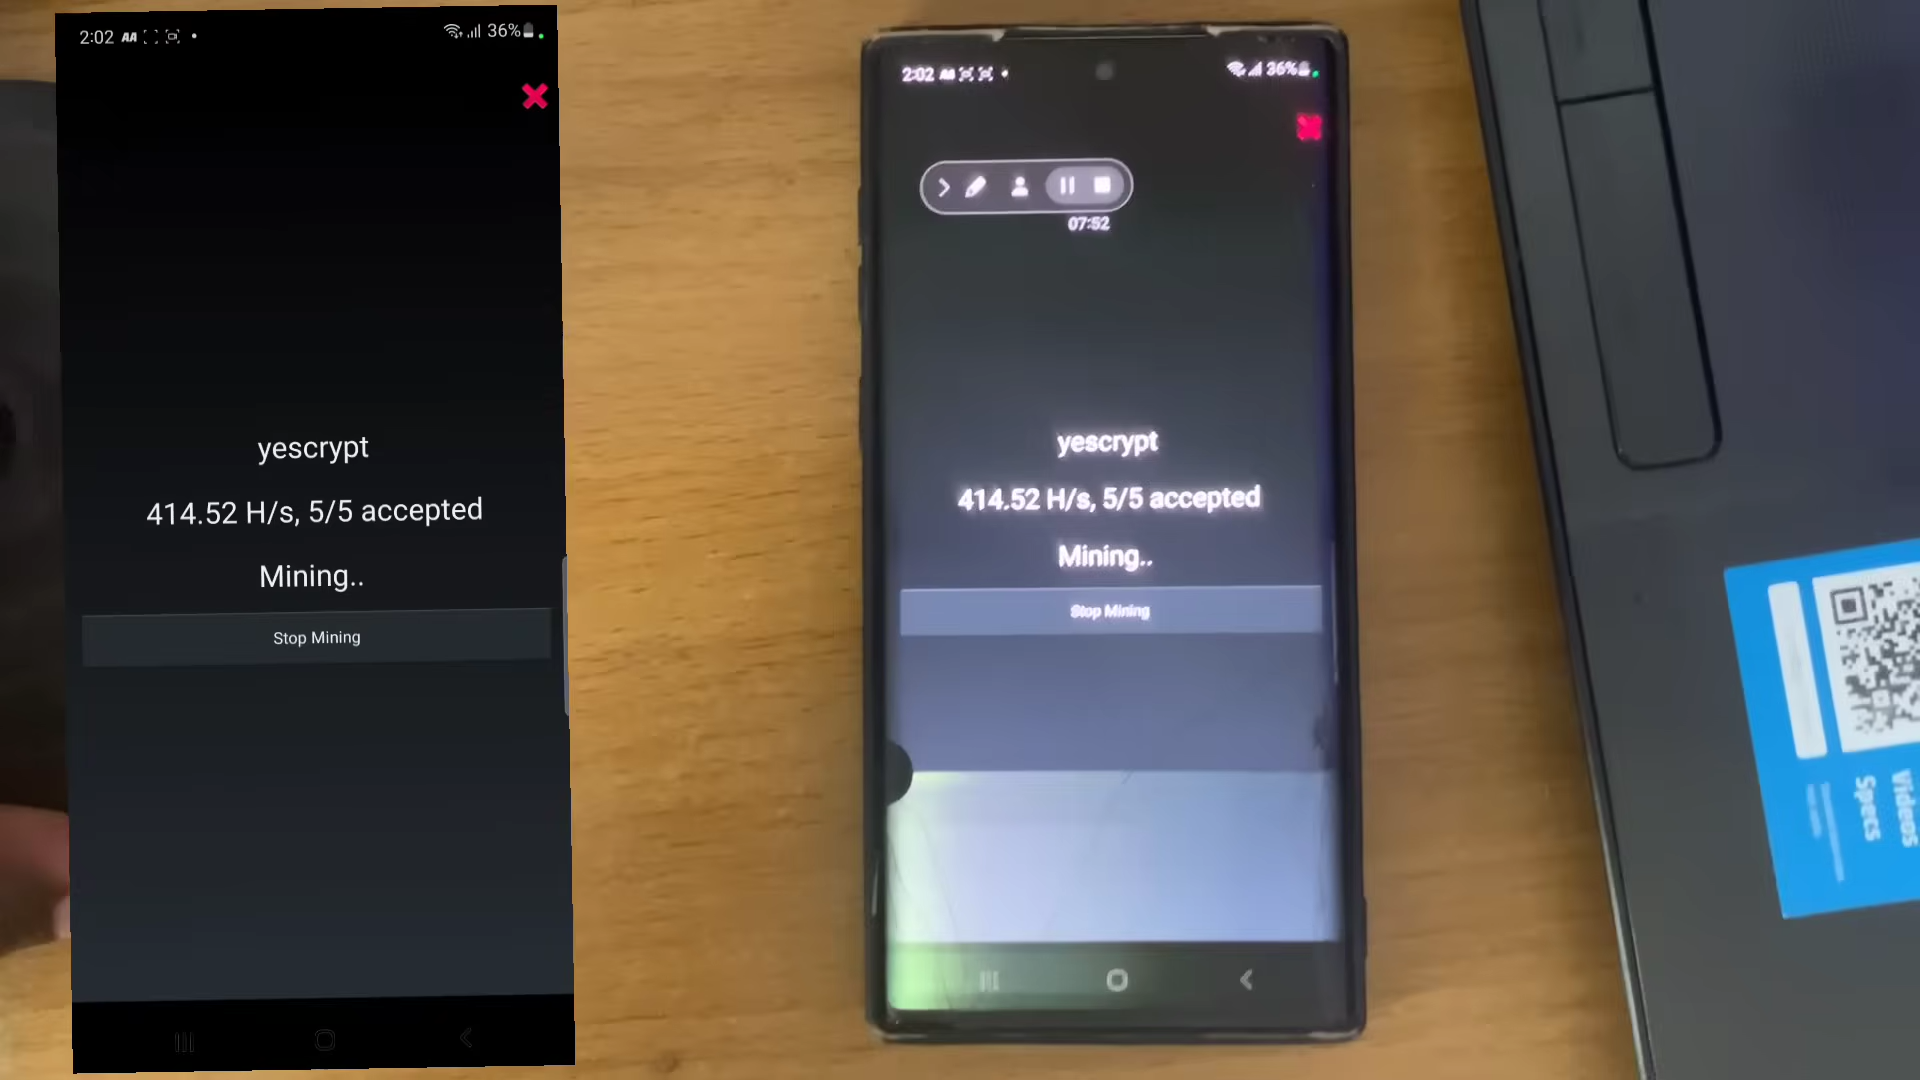 2:02 AA
36%
yescrypt
414.52 H/s, 5/5 accepted
Mining..
Stop Mining
2:02
36%
07:52
yescrypt
414.52 H/s, 5/5 accepted
Mining..
Stop Mining
Videos
Specs